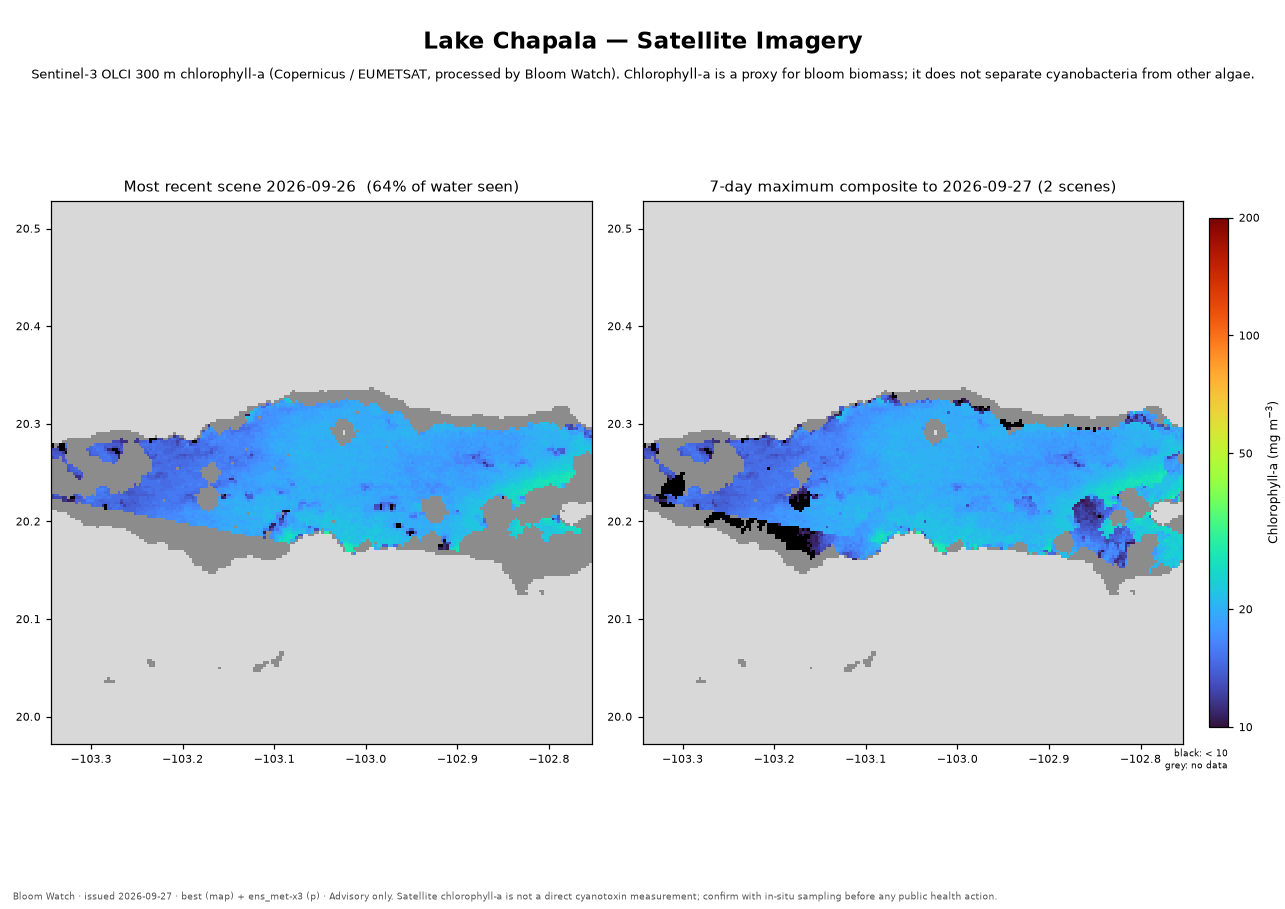 Lake Chapala — Satellite Imagery
Sentinel-3 OLCI 300 m chlorophyll-a (Copernicus / EUMETSAT, processed by Bloom Watch). Chlorophyll-a is a proxy for bloom biomass; it does not separate cyanobacteria from other algae.
Most recent scene 2026-09-26 (64% of water seen)
20.5
20.4
20.3
20.2
20.1
20.0
−103.3 −103.2 −103.1 −103.0 −102.9 −102.8
7-day maximum composite to 2026-09-27 (2 scenes)
20.5
20.4
20.3
20.2
20.1
20.0
−103.3 −103.2 −103.1 −103.0 −102.9 −102.8
200
100
50
20
10
Chlorophyll-a (mg m⁻³)
black: < 10
grey: no data
Bloom Watch · issued 2026-09-27 · best (map) + ens_met-x3 (p) · Advisory only. Satellite chlorophyll-a is not a direct cyanotoxin measurement; confirm with in-situ sampling before any public health action.